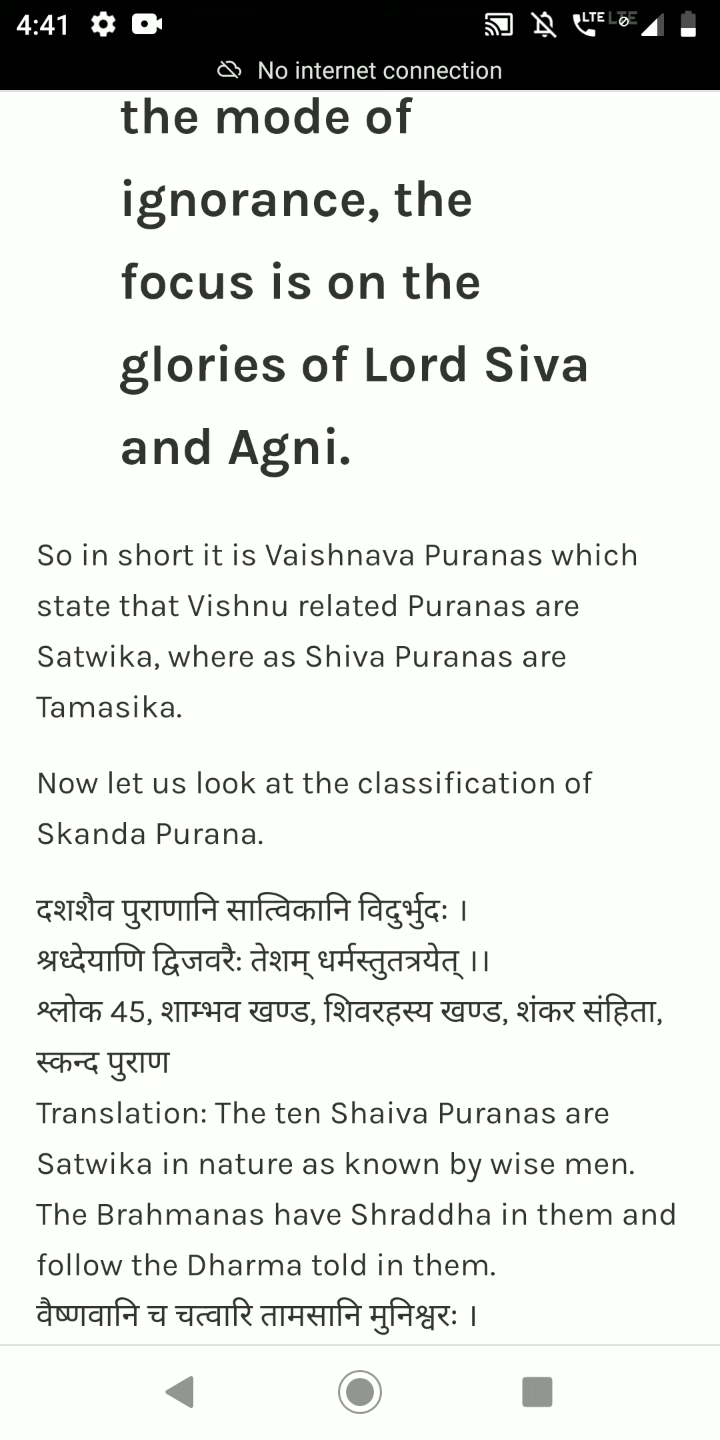 4:41 LTE LTE
No internet connection
the mode of
ignorance, the
focus is on the
glories of Lord Siva
and Agni.
So in short it is Vaishnava Puranas which
state that Vishnu related Puranas are
Satwika, where as Shiva Puranas are
Tamasika.
Now let us look at the classification of
Skanda Purana.
दशशैव पुराणानि सात्विकानि विदुर्भुदः ।
श्रध्देयाणि द्विजवरै: तेशम् धर्मस्तुतत्रयेत् ।।
श्लोक 45, शाम्भव खण्ड, शिवरहस्य खण्ड, शंकर संहिता,
स्कन्द पुराण
Translation: The ten Shaiva Puranas are
Satwika in nature as known by wise men.
The Brahmanas have Shraddha in them and
follow the Dharma told in them.
वैष्णवानि च चत्वारि तामसानि मुनिश्वरः ।